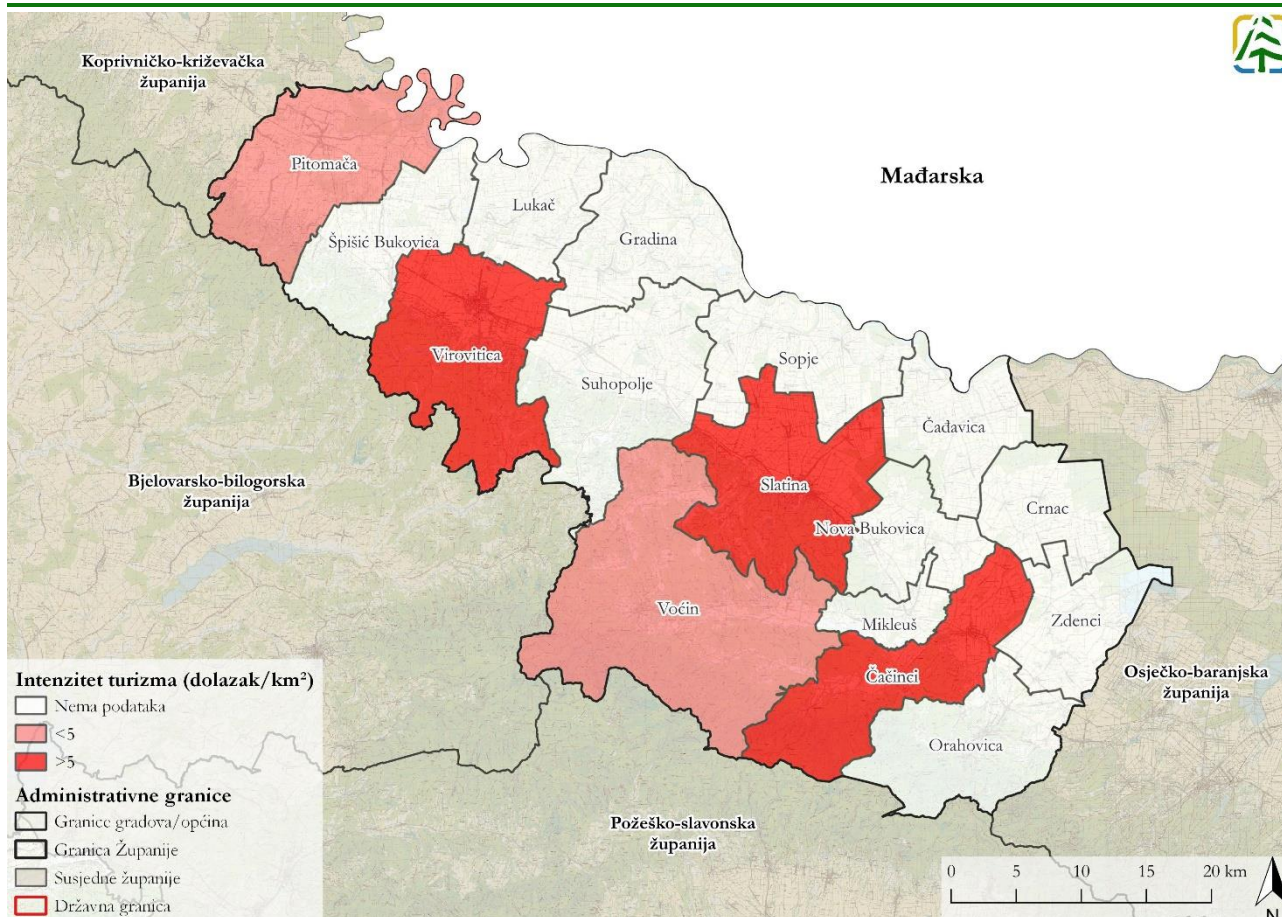 Koprivničko-križevačka
županija
Pitomača
Mađarska
Lukač
Gradina
Špišić Bukovica
Virovitica
Suhopolje
Sopje
Čađavica
Bjelovarsko-bilogorska
županija
Slatina
Crnac
Nova Bukovica
Voćin
Mikleuš
Zdenci
Čačinci
Osječko-baranjska
županija
Orahovica
Požeško-slavonska
županija
Intenzitet turizma (dolazak/km²)
Nema podataka
<5
>5
Administrativne granice
Granice gradova/općina
Granica Županije
Susjedne županije
Državna granica
0 5 10 15 20 km
N